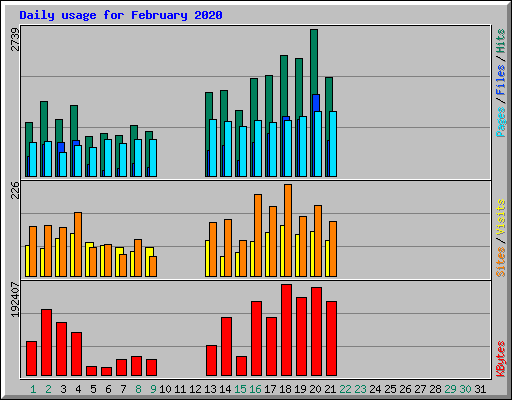 Daily usage for February 2020
2739
Pages / Files / Hits
226
Sites / Visits
192407
KBytes
1 2 3 4 5 6 7 8 9 10 11 12 13 14 15 16 17 18 19 20 21 22 23 24 25 26 27 28 29 30 31